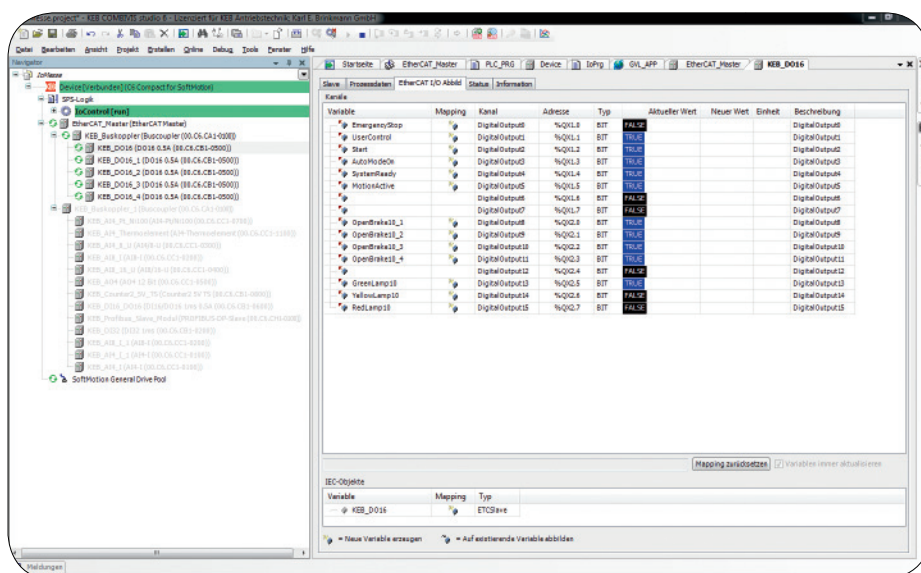 esse.project* - KEB COMBIVIS studio 6 - Lizenziert für KEB Antriebstechnik; Karl E. Brinkmann GmbH
Datei Bearbeiten Ansicht Projekt Erstellen Online Debug Tools Fenster Hilfe
Navigator
Startseite EtherCAT_Master PLC_PRG Device IoPrg GVL_APP EtherCAT_Master KEB_DO16
IoMesse
Device [verbunden] (C6 Compact for SoftMotion)
SPS-Logik
IoControl [run]
EtherCAT_Master (EtherCAT Master)
KEB_Buskoppler (Buscoupler (00.C6.CA1-0100))
KEB_DO16 (DO16 0.5A (00.C6.CB1-0500))
KEB_DO16_1 (DO16 0.5A (00.C6.CB1-0500))
KEB_DO16_2 (DO16 0.5A (00.C6.CB1-0500))
KEB_DO16_3 (DO16 0.5A (00.C6.CB1-0500))
KEB_DO16_4 (DO16 0.5A (00.C6.CB1-0500))
SoftMotion General Drive Pool
Slave Prozessdaten EtherCAT I/O Abbild Status Information
Kanäle
Variable Mapping Kanal Adresse Typ Aktueller Wert Neuer Wert Einheit Beschreibung
EmergencyStop DigitalOutput0 %QX1.0 BIT FALSE DigitalOutput0
UserControl DigitalOutput1 %QX1.1 BIT TRUE DigitalOutput1
Start DigitalOutput2 %QX1.2 BIT TRUE DigitalOutput2
AutoModeOn DigitalOutput3 %QX1.3 BIT TRUE DigitalOutput3
SystemReady DigitalOutput4 %QX1.4 BIT TRUE DigitalOutput4
MotionActive DigitalOutput5 %QX1.5 BIT TRUE DigitalOutput5
DigitalOutput6 %QX1.6 BIT FALSE DigitalOutput6
DigitalOutput7 %QX1.7 BIT FALSE DigitalOutput7
OpenBrake10_1 DigitalOutput8 %QX2.0 BIT TRUE DigitalOutput8
OpenBrake10_2 DigitalOutput9 %QX2.1 BIT TRUE DigitalOutput9
OpenBrake10_3 DigitalOutput10 %QX2.2 BIT TRUE DigitalOutput10
OpenBrake10_4 DigitalOutput11 %QX2.3 BIT TRUE DigitalOutput11
DigitalOutput12 %QX2.4 BIT FALSE DigitalOutput12
GreenLamp10 DigitalOutput13 %QX2.5 BIT TRUE DigitalOutput13
YellowLamp10 DigitalOutput14 %QX2.6 BIT FALSE DigitalOutput14
RedLamp10 DigitalOutput15 %QX2.7 BIT FALSE DigitalOutput15
Mapping zurücksetzen Variablen immer aktualisieren
IEC-Objekte
Variable Mapping Typ
KEB_DO16 ETCSlave
= Neue Variable erzeugen = Auf existierende Variable abbilden
Meldungen